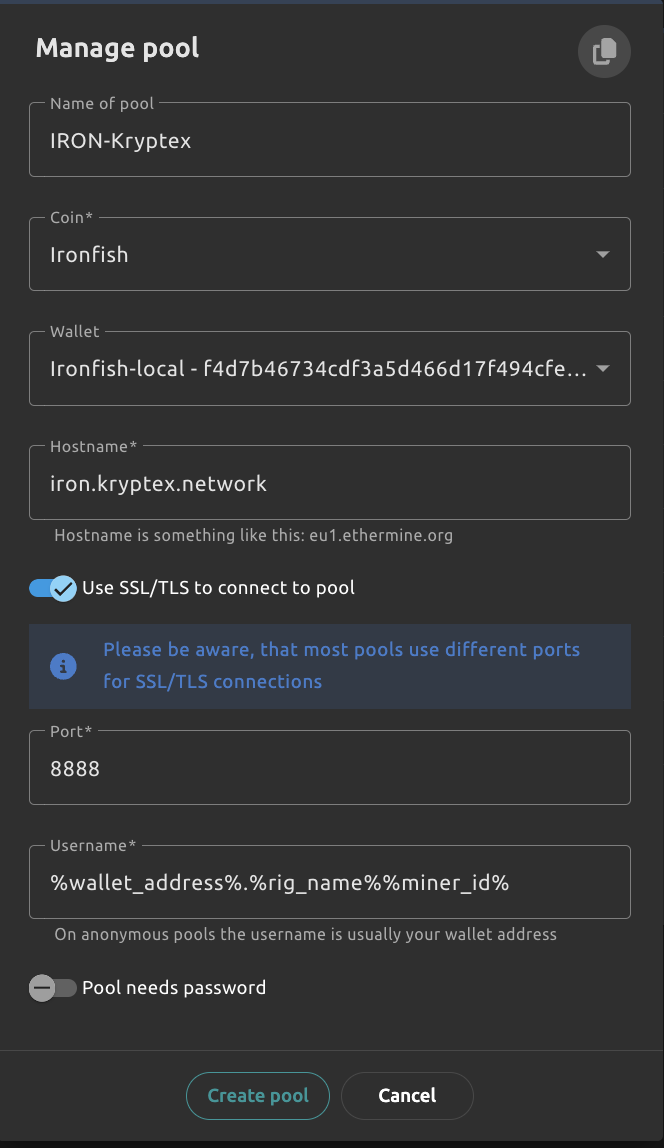 Manage pool
Name of pool
IRON-Kryptex
Coin*
Ironfish
Wallet
Ironfish-local - f4d7b46734cdf3a5d466d17f494cfe...
Hostname*
iron.kryptex.network
Hostname is something like this: eu1.ethermine.org
Use SSL/TLS to connect to pool
Please be aware, that most pools use different ports
for SSL/TLS connections
Port*
8888
Username*
%wallet_address%.%rig_name%%miner_id%
On anonymous pools the username is usually your wallet address
Pool needs password
Create pool
Cancel